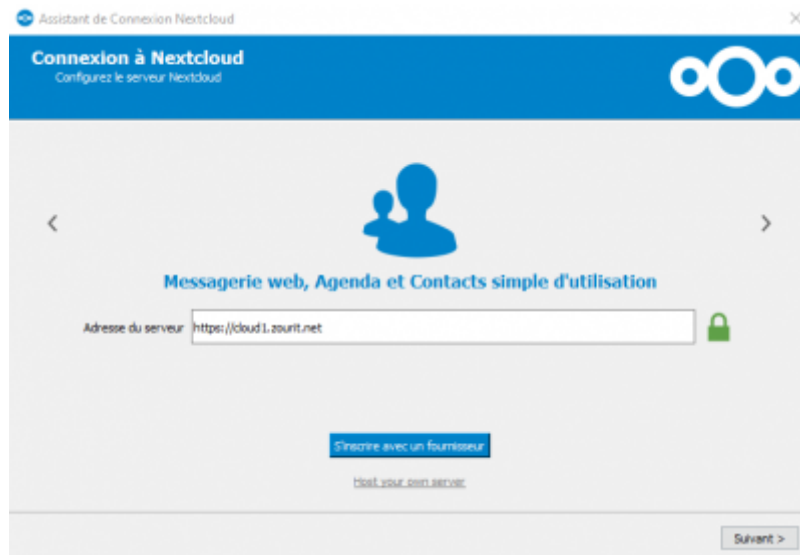 Assistant de Connexion Nextcloud
Connexion à Nextcloud
Configurez le serveur Nextcloud
Messagerie web, Agenda et Contacts simple d'utilisation
Adresse du serveur https://cloud1.zourit.net
S'inscrire avec un fournisseur
Host your own server
Suivant >